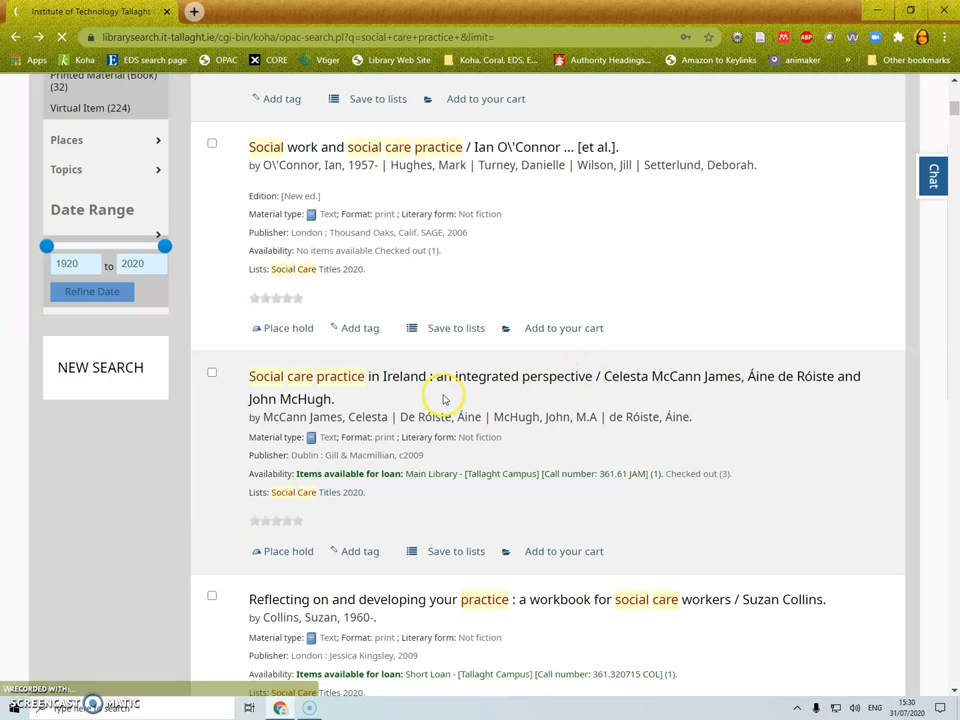 Institute of Technology Tallaght
librarysearch.it-tallaght.ie/cgi-bin/koha/opac-search.pl?q=social+care+practice+&limit=
Apps Koha EDS search page OPAC CORE Vtiger Library Web Site Koha, Coral, EDS, E... Authority Headings... Amazon to Keylinks animaker » Other bookmarks
Printed Material (Book)
(32)
Virtual Item (224)
Places
Topics
Date Range
1920 to 2020
Refine Date
NEW SEARCH
Add tag Save to lists Add to your cart
Social work and social care practice / Ian O\'Connor ... [et al.].
by O\'Connor, Ian, 1957- | Hughes, Mark | Turney, Danielle | Wilson, Jill | Setterlund, Deborah.
Edition: [New ed.]
Material type: Text; Format: print ; Literary form: Not fiction
Publisher: London ; Thousand Oaks, Calif. SAGE, 2006
Availability: No items available Checked out (1).
Lists: Social Care Titles 2020.
Place hold Add tag Save to lists Add to your cart
Social care practice in Ireland : an integrated perspective / Celesta McCann James, Áine de Róiste and
John McHugh.
by McCann James, Celesta | De Róiste, Áine | McHugh, John, M.A | de Róiste, Áine.
Material type: Text; Format: print ; Literary form: Not fiction
Publisher: Dublin : Gill & Macmillan, c2009
Availability: Items available for loan: Main Library - [Tallaght Campus] [Call number: 361.61 JAM] (1). Checked out (3).
Lists: Social Care Titles 2020.
Place hold Add tag Save to lists Add to your cart
Reflecting on and developing your practice : a workbook for social care workers / Suzan Collins.
by Collins, Suzan, 1960-.
Material type: Text; Format: print ; Literary form: Not fiction
Publisher: London : Jessica Kingsley, 2009
Availability: Items available for loan: Short Loan - [Tallaght Campus] [Call number: 361.320715 COL] (1).
Lists: Social Care Titles 2020.
Chat
RECORDED WITH
SCREENCAST MATIC
Type here to search
ENG
15:30
31/07/2020